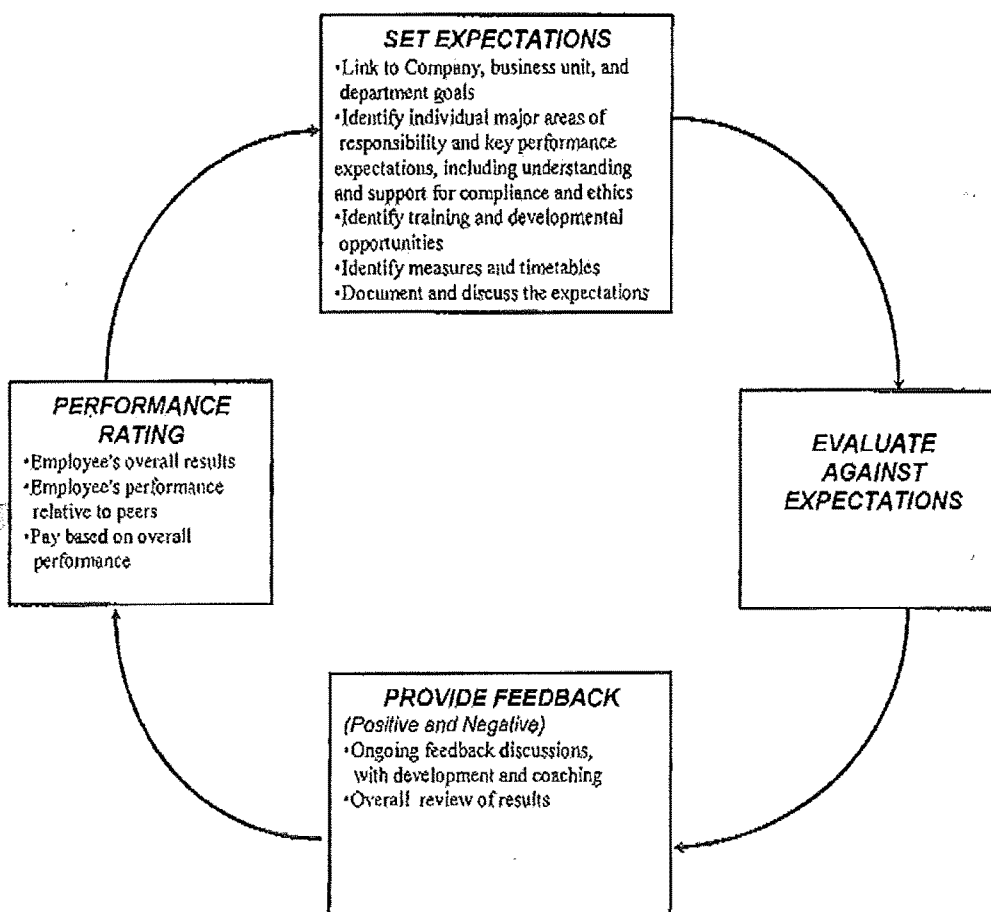 SET EXPECTATIONS
•Link to Company, business unit, and
department goals
•Identify individual major areas of
responsibility and key performance
expectations, including understanding
and support for compliance and ethics
•Identify training and developmental
opportunities
•Identify measures and timetables
•Document and discuss the expectations
EVALUATE
AGAINST
EXPECTATIONS
PROVIDE FEEDBACK
(Positive and Negative)
•Ongoing feedback discussions,
with development and coaching
•Overall review of results
PERFORMANCE
RATING
•Employee's overall results
•Employee's performance
relative to peers
•Pay based on overall
performance